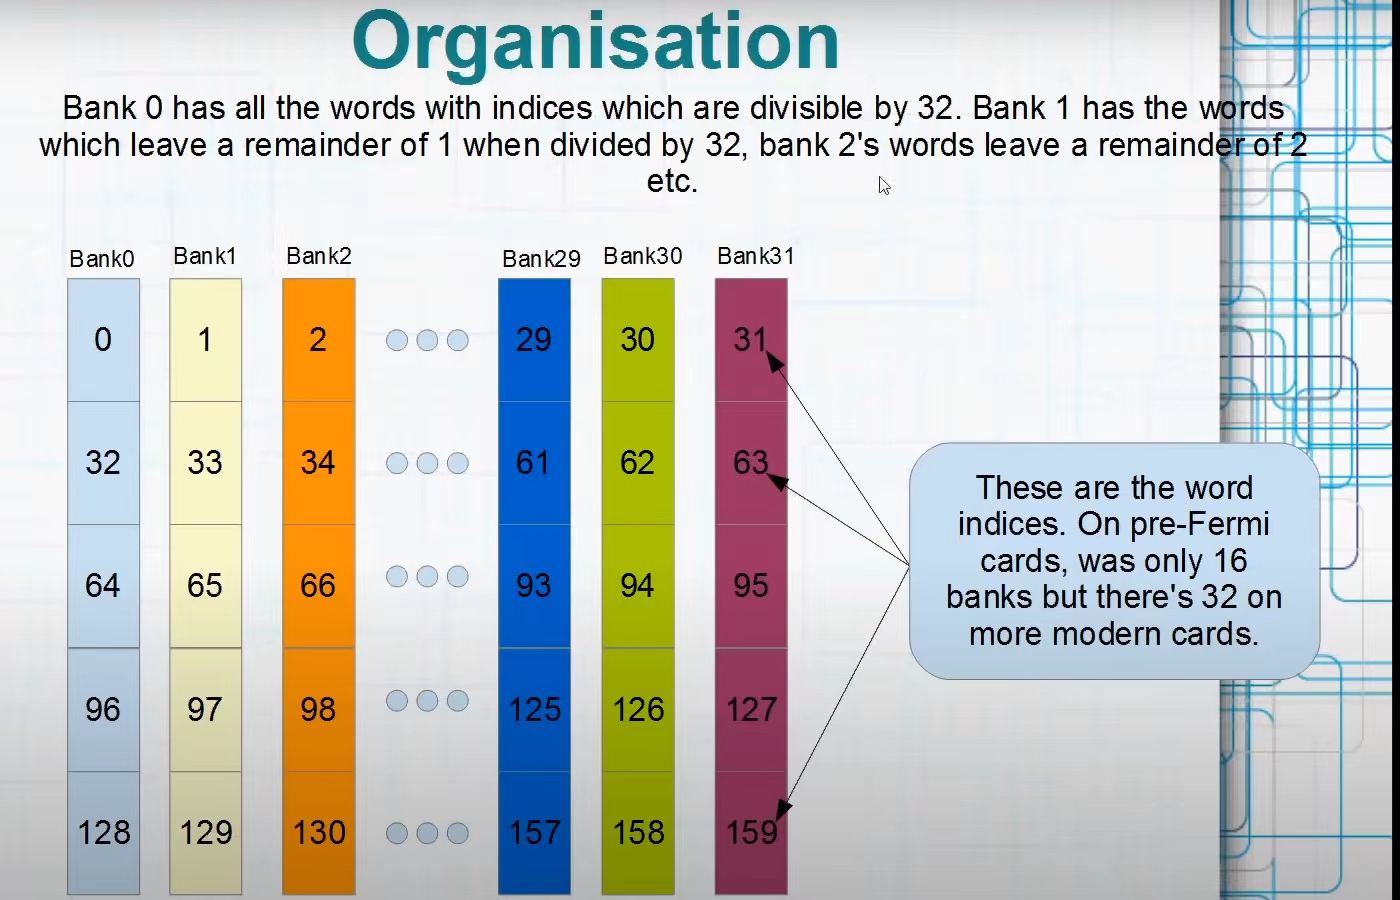 Organisation
Bank 0 has all the words with indices which are divisible by 32. Bank 1 has the words
which leave a remainder of 1 when divided by 32, bank 2's words leave a remainder of 2
etc.
Bank0 Bank1 Bank2 Bank29 Bank30 Bank31
0 1 2 29 30 31
32 33 34 61 62 63
64 65 66 93 94 95
96 97 98 125 126 127
128 129 130 157 158 159
These are the word
indices. On pre-Fermi
cards, was only 16
banks but there's 32 on
more modern cards.